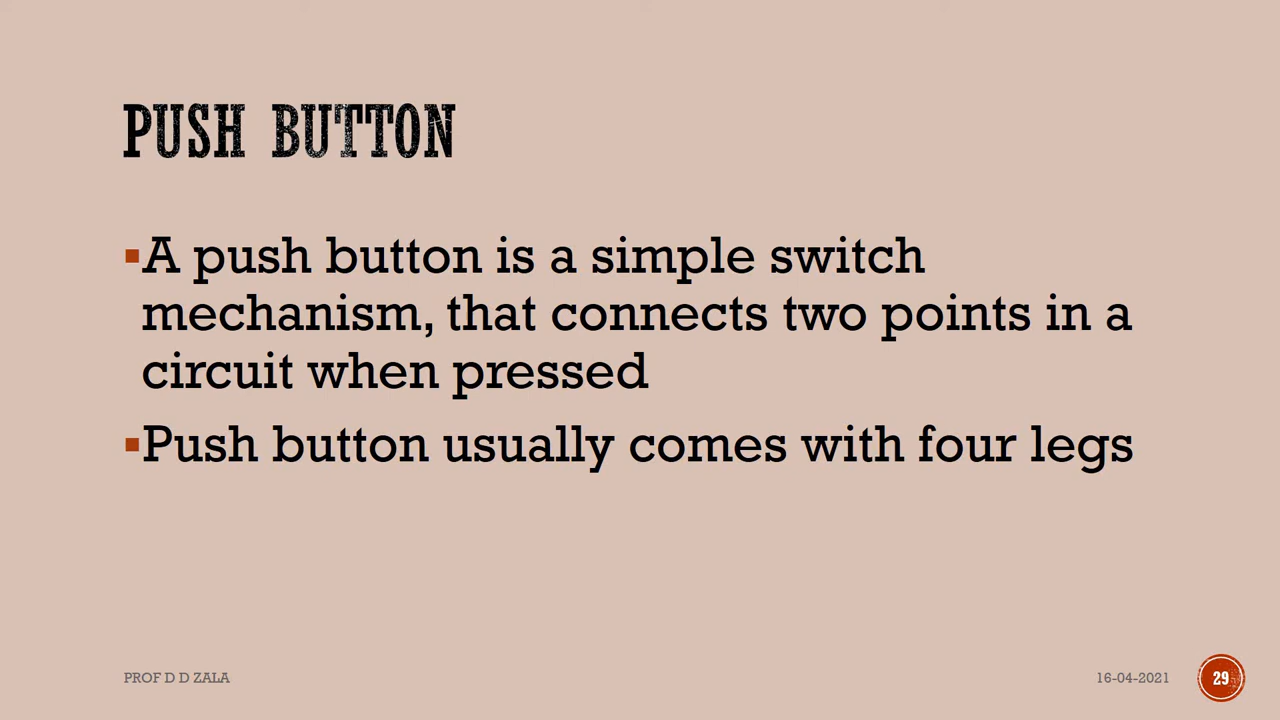 PUSH BUTTON
▪A push button is a simple switch
mechanism, that connects two points in a
circuit when pressed
▪Push button usually comes with four legs
PROF D D ZALA
16-04-2021
29